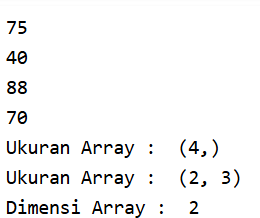 75
40
88
70
Ukuran Array :  (4,)
Ukuran Array :  (2, 3)
Dimensi Array :  2